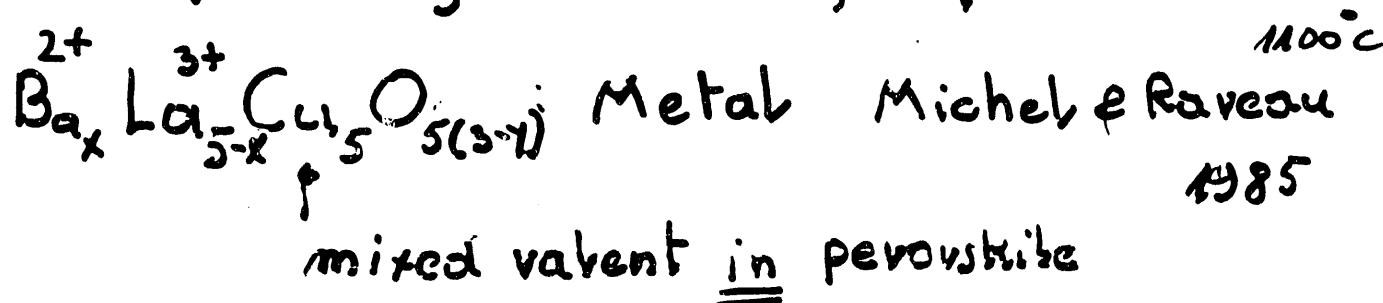 1100°C
2+ 3+
BaxLa5-xCu5O5(3-y) Metal Michel & Raveau
1985
mixed valent in perovskite